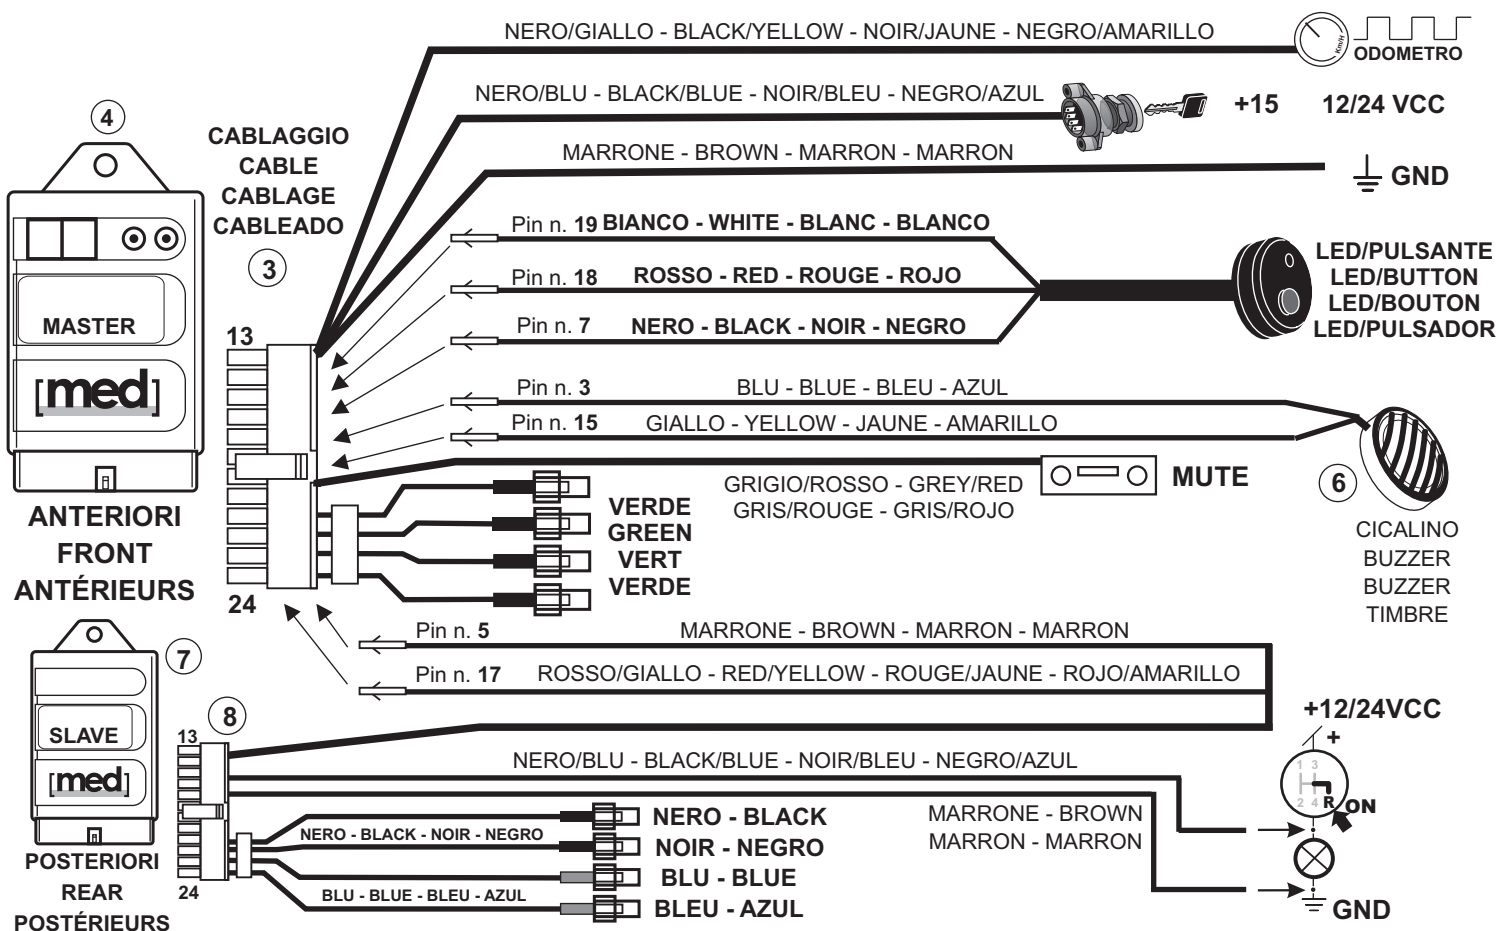 NERO/GIALLO - BLACK/YELLOW - NOIR/JAUNE - NEGRO/AMARILLO
Km/H
ODOMETRO
NERO/BLU - BLACK/BLUE - NOIR/BLEU - NEGRO/AZUL
+15 12/24 VCC
4
CABLAGGIO
CABLE
CABLAGE
CABLEADO
3
MARRONE - BROWN - MARRON - MARRON
GND
Pin n. 19 BIANCO - WHITE - BLANC - BLANCO
Pin n. 18 ROSSO - RED - ROUGE - ROJO
Pin n. 7 NERO - BLACK - NOIR - NEGRO
LED/PULSANTE
LED/BUTTON
LED/BOUTON
LED/PULSADOR
MASTER
[med]
13
24
ANTERIORI
FRONT
ANTÉRIEURS
Pin n. 3 BLU - BLUE - BLEU - AZUL
Pin n. 15 GIALLO - YELLOW - JAUNE - AMARILLO
GRIGIO/ROSSO - GREY/RED
GRIS/ROUGE - GRIS/ROJO
MUTE
6
CICALINO
BUZZER
BUZZER
TIMBRE
VERDE
GREEN
VERT
VERDE
Pin n. 5 MARRONE - BROWN - MARRON - MARRON
Pin n. 17 ROSSO/GIALLO - RED/YELLOW - ROUGE/JAUNE - ROJO/AMARILLO
7
8
SLAVE
[med]
13
24
POSTERIORI
REAR
POSTÉRIEURS
NERO/BLU - BLACK/BLUE - NOIR/BLEU - NEGRO/AZUL
MARRONE - BROWN
MARRON - MARRON
NERO - BLACK - NOIR - NEGRO
BLU - BLUE - BLEU - AZUL
NERO - BLACK
NOIR - NEGRO
BLU - BLUE
BLEU - AZUL
+12/24VCC
+
1 3
2 4 R
ON
GND